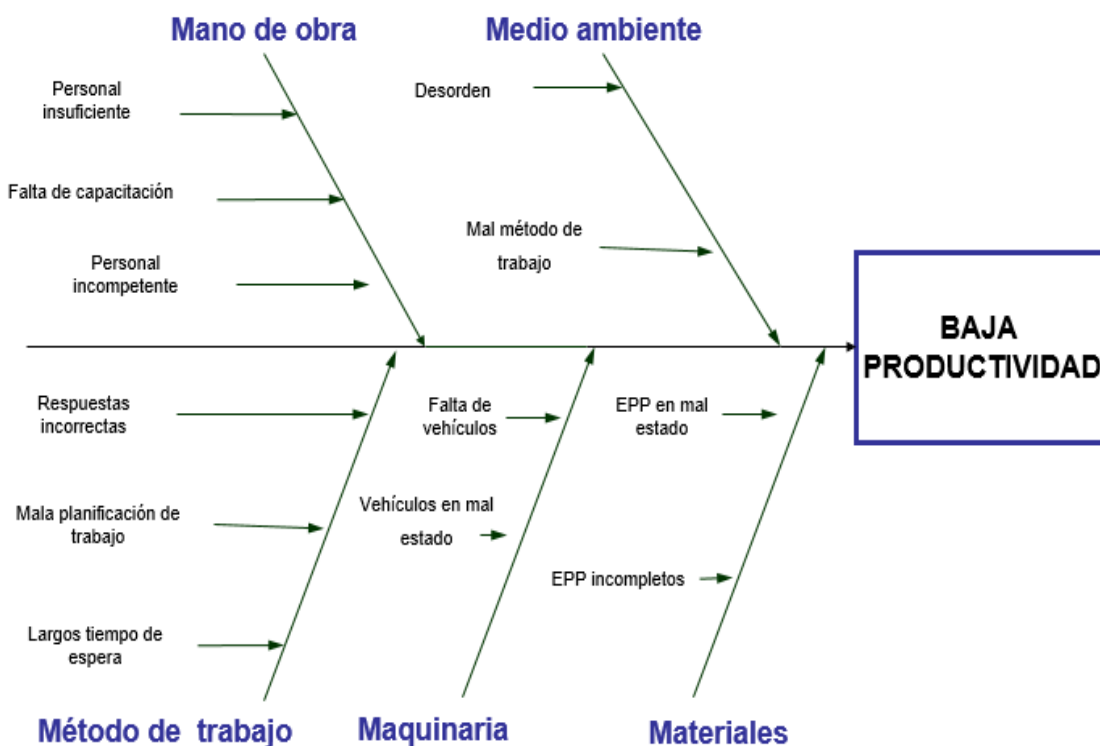 Mano de obra
Medio ambiente
Personal
insuficiente
Falta de capacitación
Personal
incompetente
Desorden
Mal método de
trabajo
BAJA
PRODUCTIVIDAD
Respuestas
incorrectas
Mala planificación de
trabajo
Largos tiempo de
espera
Falta de
vehículos
Vehículos en mal
estado
EPP en mal
estado
EPP incompletos
Método de trabajo
Maquinaria
Materiales